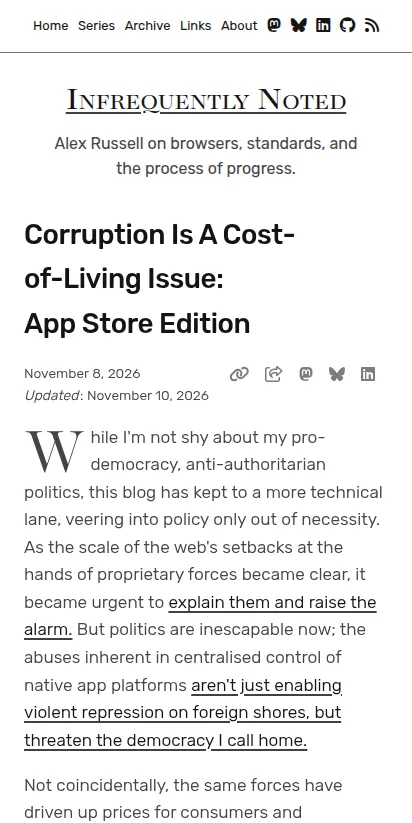 Home Series Archive Links About
Infrequently Noted
Alex Russell on browsers, standards, and
the process of progress.
Corruption Is A Cost-
of-Living Issue:
App Store Edition
November 8, 2026
Updated: November 10, 2026
While I'm not shy about my pro-
democracy, anti-authoritarian
politics, this blog has kept to a more technical
lane, veering into policy only out of necessity.
As the scale of the web's setbacks at the
hands of proprietary forces became clear, it
became urgent to explain them and raise the
alarm. But politics are inescapable now; the
abuses inherent in centralised control of
native app platforms aren't just enabling
violent repression on foreign shores, but
threaten the democracy I call home.
Not coincidentally, the same forces have
driven up prices for consumers and